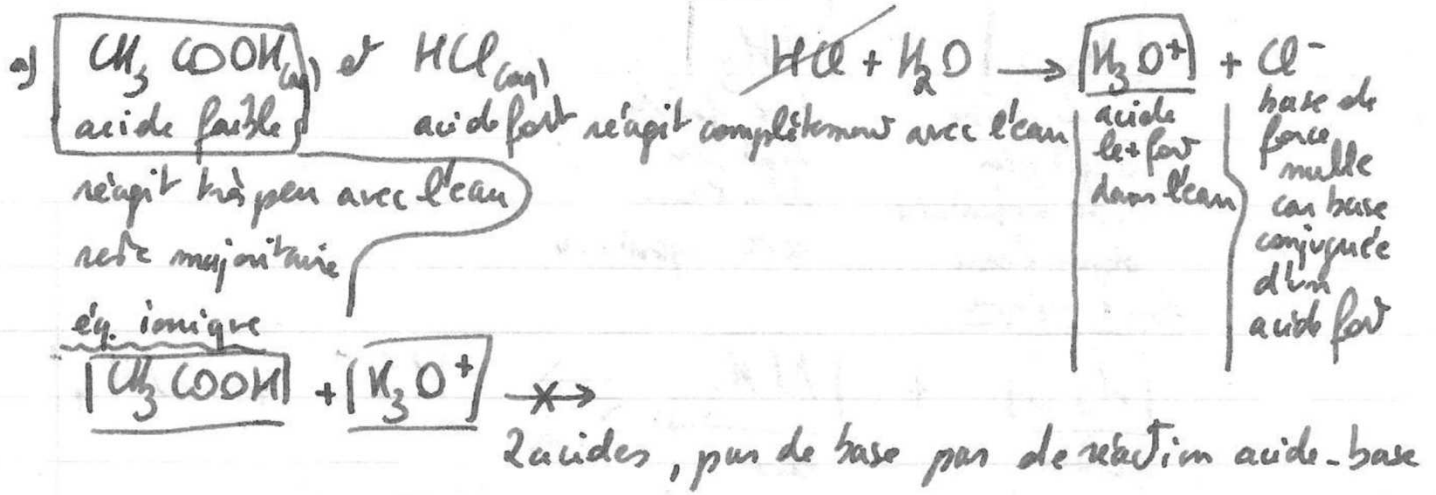 a) CH₃COOH(aq) et HCl(aq) HCl + H₂O → H₃O⁺ + Cl⁻
acide faible acide fort réagit complètement avec l'eau
réagit très peu avec l'eau
reste majoritaire
acide
le + fort
dans l'eau
base de
force
nulle
car base
conjuguée
d'un
acide fort
éq. ionique
CH₃COOH + H₃O⁺ →
2 acides, pas de base pas de réaction acide-base